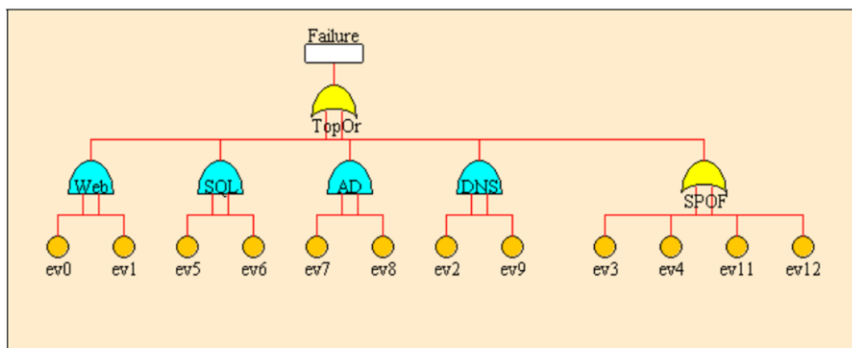 Failure
TopOr
Web SQL AD DNS SPOF
ev0 ev1 ev5 ev6 ev7 ev8 ev2 ev9 ev3 ev4 ev11 ev12